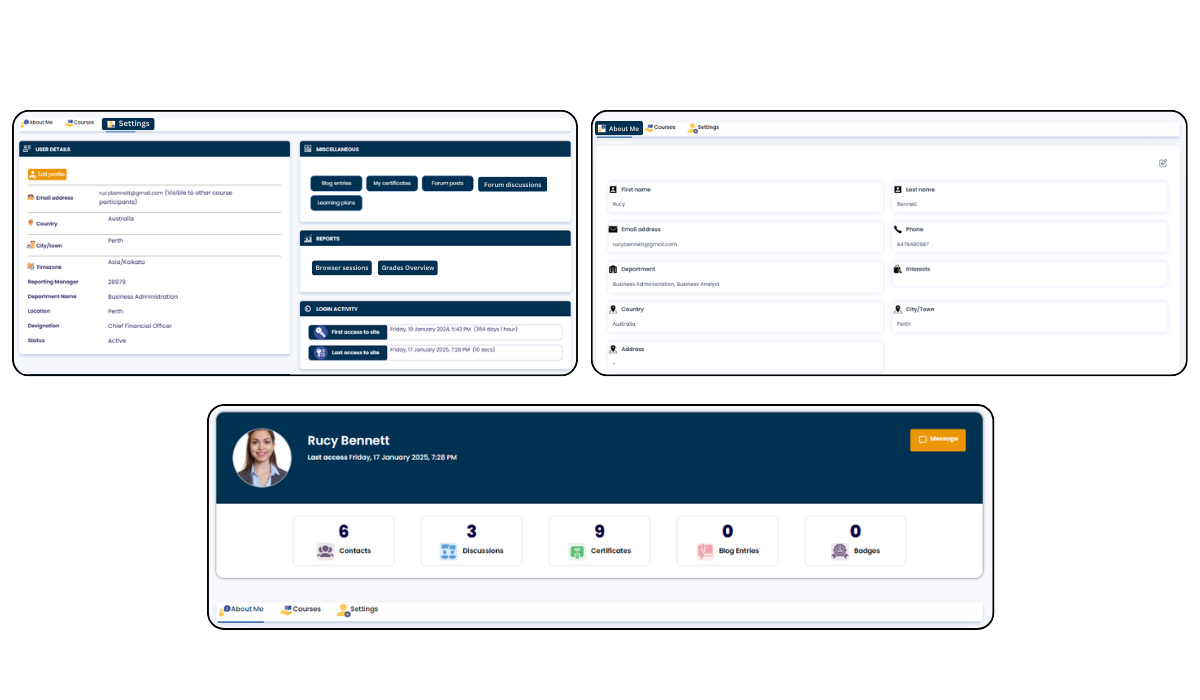 About Me Courses Settings
USER DETAILS
Edit profile
Email address rucybennett@gmail.com (Visible to other course
participants)
Country Australia
City/town Perth
Timezone Asia/Kolkata
Reporting Manager 28979
Department Name Business Administration
Location Perth
Designation Chief Financial Officer
Status Active
MISCELLANEOUS
Blog entries My certificates Forum posts Forum discussions
Learning plans
REPORTS
Browser sessions Grades Overview
LOGIN ACTIVITY
First access to site Friday, 19 January 2024, 5:43 PM (364 days 1 hour)
Last access to site Friday, 17 January 2025, 7:28 PM (10 secs)
About Me Courses Settings
First name Last name
Rucy Bennett
Email address Phone
rucybennett@gmail.com 8476480987
Department Interests
Business Administration, Business Analyst
Country City/Town
Australia Perth
Address
-
Rucy Bennett
Last access Friday, 17 January 2025, 7:28 PM
Message
6 3 9 0 0
Contacts Discussions Certificates Blog Entries Badges
About Me Courses Settings